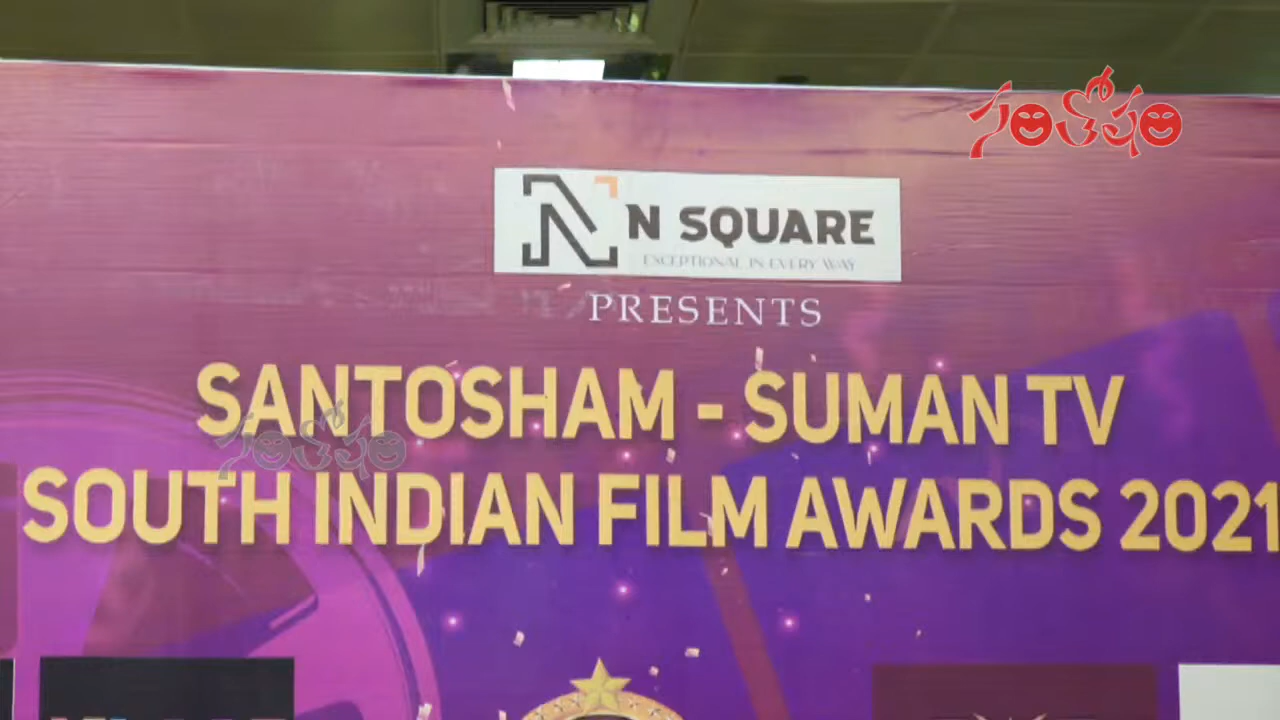 సంతోషం
N SQUARE
EXCEPTIONAL IN EVERY WAY
PRESENTS
SANTOSHAM - SUMAN TV
సంతోషం
SOUTH INDIAN FILM AWARDS 2021